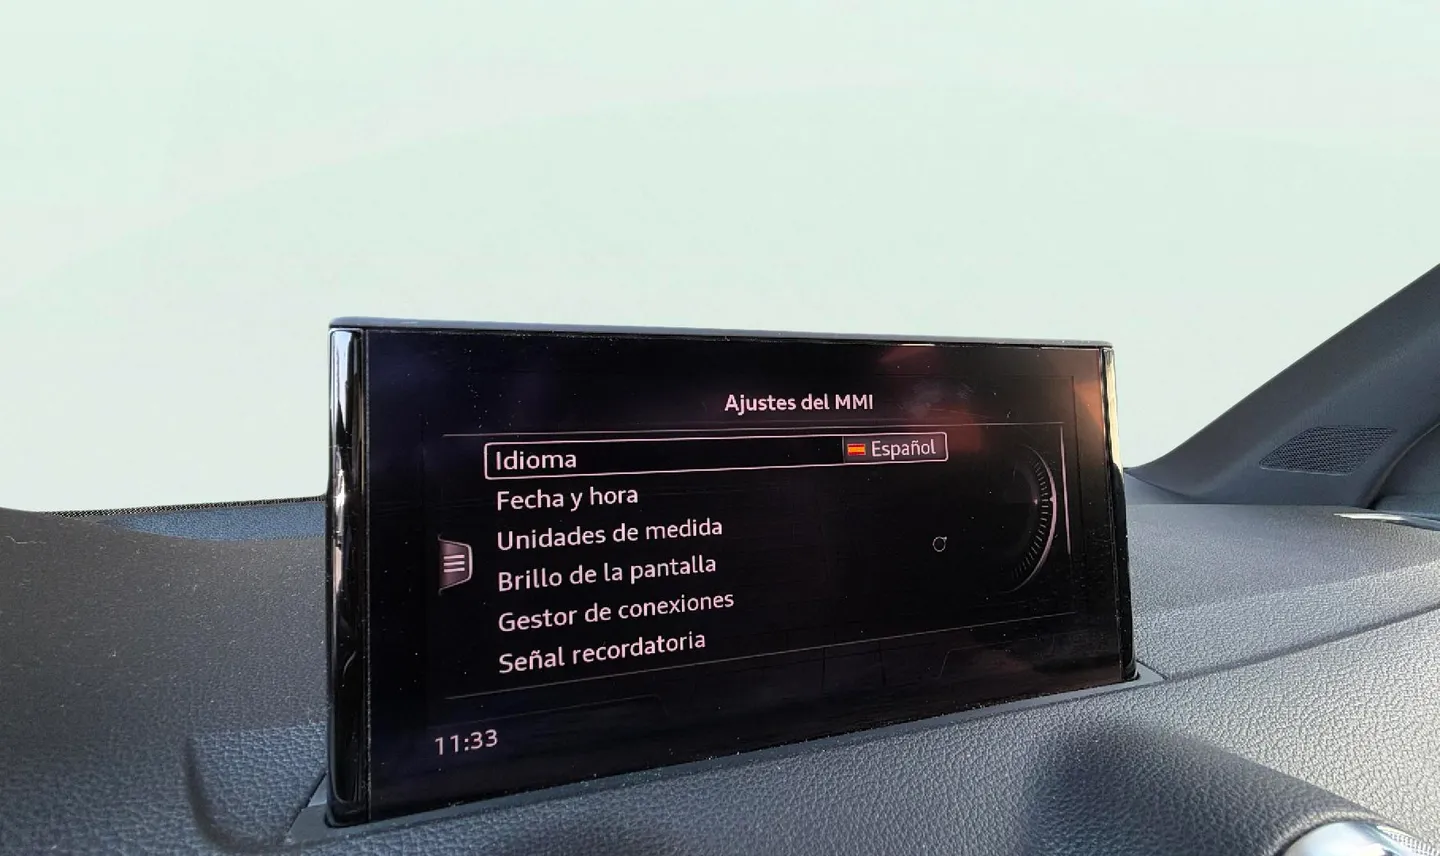 Ajustes del MMI
Idioma Español
Fecha y hora
Unidades de medida
Brillo de la pantalla
Gestor de conexiones
Señal recordatoria
11:33